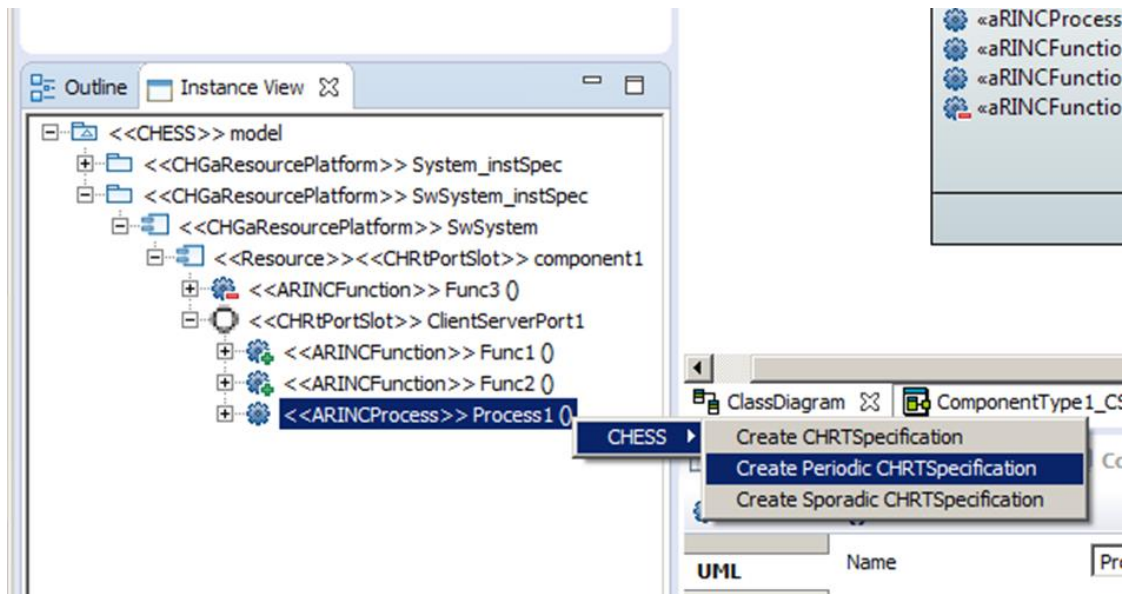 «aRINCProcess
«aRINCFunctio
«aRINCFunctio
«aRINCFunctio
Outline Instance View
<<CHESS>> model
<<CHGaResourcePlatform>> System_instSpec
<<CHGaResourcePlatform>> SwSystem_instSpec
<<CHGaResourcePlatform>> SwSystem
<<Resource>><<CHRtPortSlot>> component1
<<ARINCFunction>> Func3 ()
<<CHRtPortSlot>> ClientServerPort1
<<ARINCFunction>> Func1 ()
<<ARINCFunction>> Func2 ()
<<ARINCProcess>> Process1 ()
ClassDiagram ComponentType1_CS
CHESS
Create CHRTSpecification
Create Periodic CHRTSpecification
Create Sporadic CHRTSpecification
Co
UML
Name
Pro